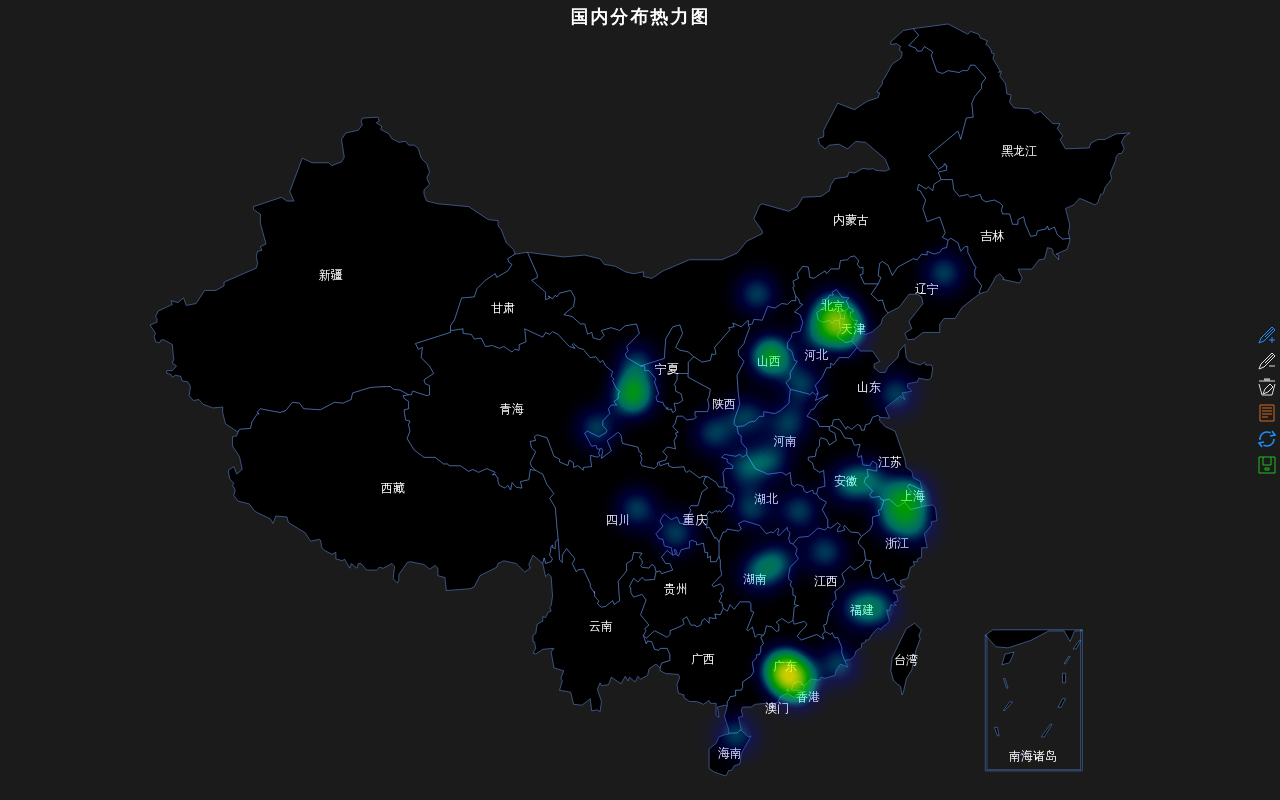 国内分布热力图
黑龙江
内蒙古
吉林
新疆
辽宁
甘肃
北京
天津
河北
山西
宁夏
山东
陕西
青海
河南
江苏
安徽
西藏
上海
湖北
四川
重庆
浙江
湖南
江西
贵州
福建
云南
广西
台湾
广东
香港
澳门
海南
南海诸岛